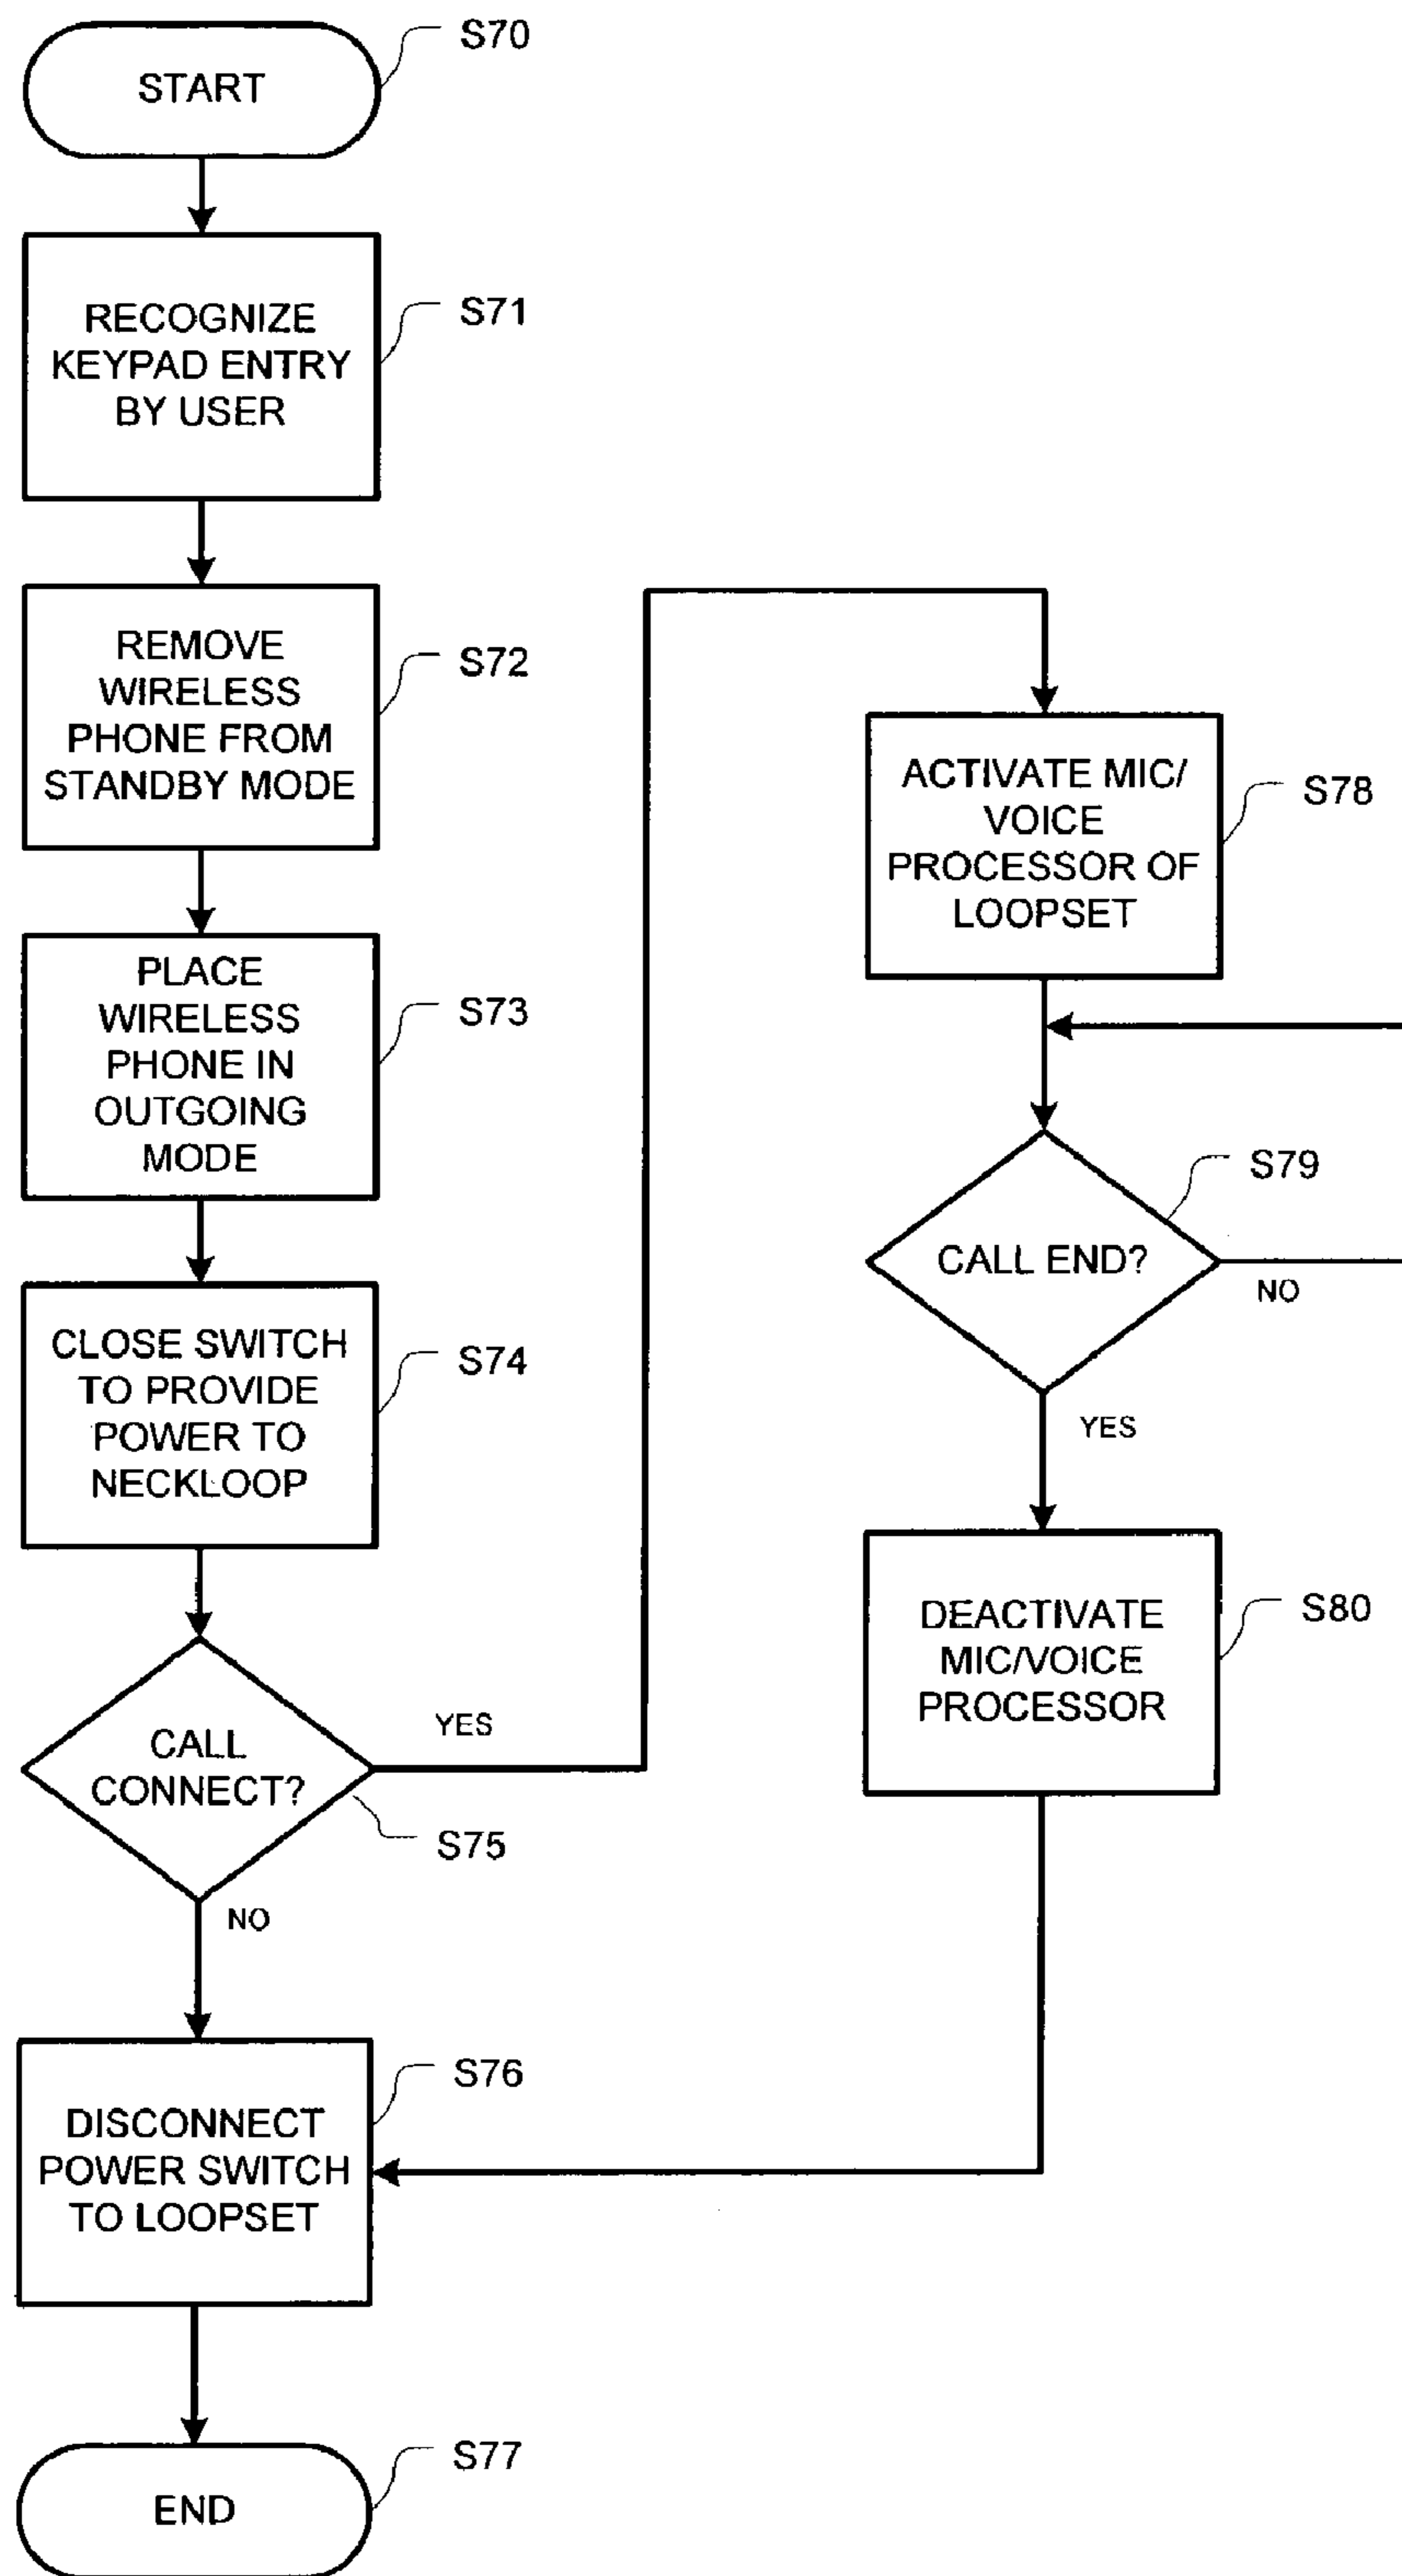 START
S70
RECOGNIZE
KEYPAD ENTRY
BY USER
S71
REMOVE
WIRELESS
PHONE FROM
STANDBY MODE
S72
PLACE
WIRELESS
PHONE IN
OUTGOING
MODE
S73
CLOSE SWITCH
TO PROVIDE
POWER TO
NECKLOOP
S74
CALL
CONNECT?
S75
YES
NO
DISCONNECT
POWER SWITCH
TO LOOPSET
S76
END
S77
ACTIVATE MIC/
VOICE
PROCESSOR OF
LOOPSET
S78
CALL END?
S79
NO
YES
DEACTIVATE
MIC/VOICE
PROCESSOR
S80